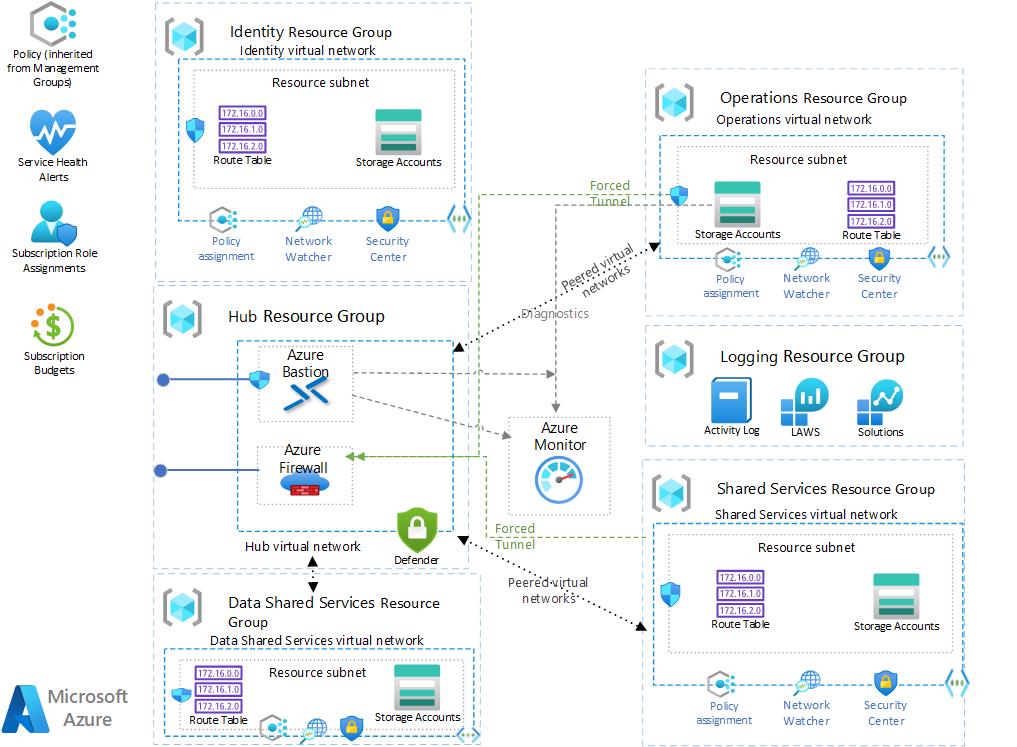 Policy (inherited
from Management
Groups)
Service Health
Alerts
Subscription Role
Assignments
Subscription
Budgets
Microsoft
Azure
Identity Resource Group
Identity virtual network
Resource subnet
172.16.0.0
172.16.1.0
172.16.2.0
Route Table
Storage Accounts
Policy
assignment
Network
Watcher
Security
Center
Hub Resource Group
Azure
Bastion
Azure
Firewall
Hub virtual network
Defender
Data Shared Services Resource
Group
Data Shared Services virtual network
Resource subnet
172.16.0.0
172.16.1.0
172.16.2.0
Route Table
Storage Accounts
Forced
Tunnel
Peered virtual
networks
Diagnostics
Azure
Monitor
Forced
Tunnel
Peered virtual
networks
Operations Resource Group
Operations virtual network
Resource subnet
Storage Accounts
172.16.0.0
172.16.1.0
172.16.2.0
Route Table
Policy
assignment
Network
Watcher
Security
Center
Logging Resource Group
Activity Log
LAWS
Solutions
Shared Services Resource Group
Shared Services virtual network
Resource subnet
172.16.0.0
172.16.1.0
172.16.2.0
Route Table
Storage Accounts
Policy
assignment
Network
Watcher
Security
Center